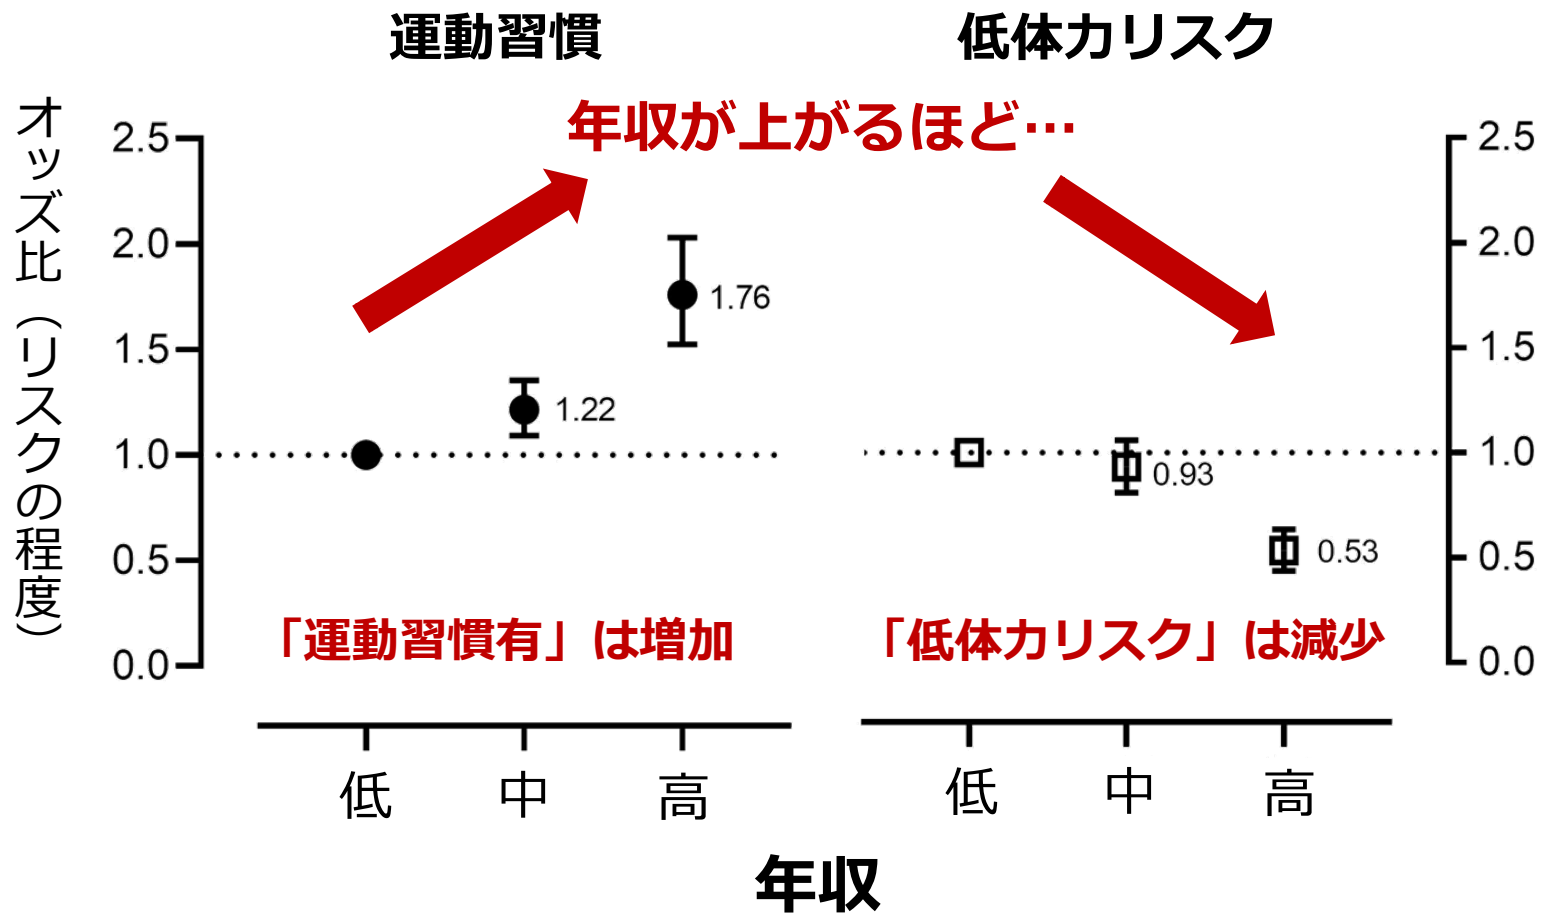 運動習慣
低体力リスク
年収が上がるほど…
オッズ比（リスクの程度）
2.5
2.0
1.5
1.0
0.5
0.0
1.76
1.22
「運動習慣有」は増加
低
中
高
2.5
2.0
1.5
1.0
0.5
0.0
0.93
0.53
「低体力リスク」は減少
低
中
高
年収